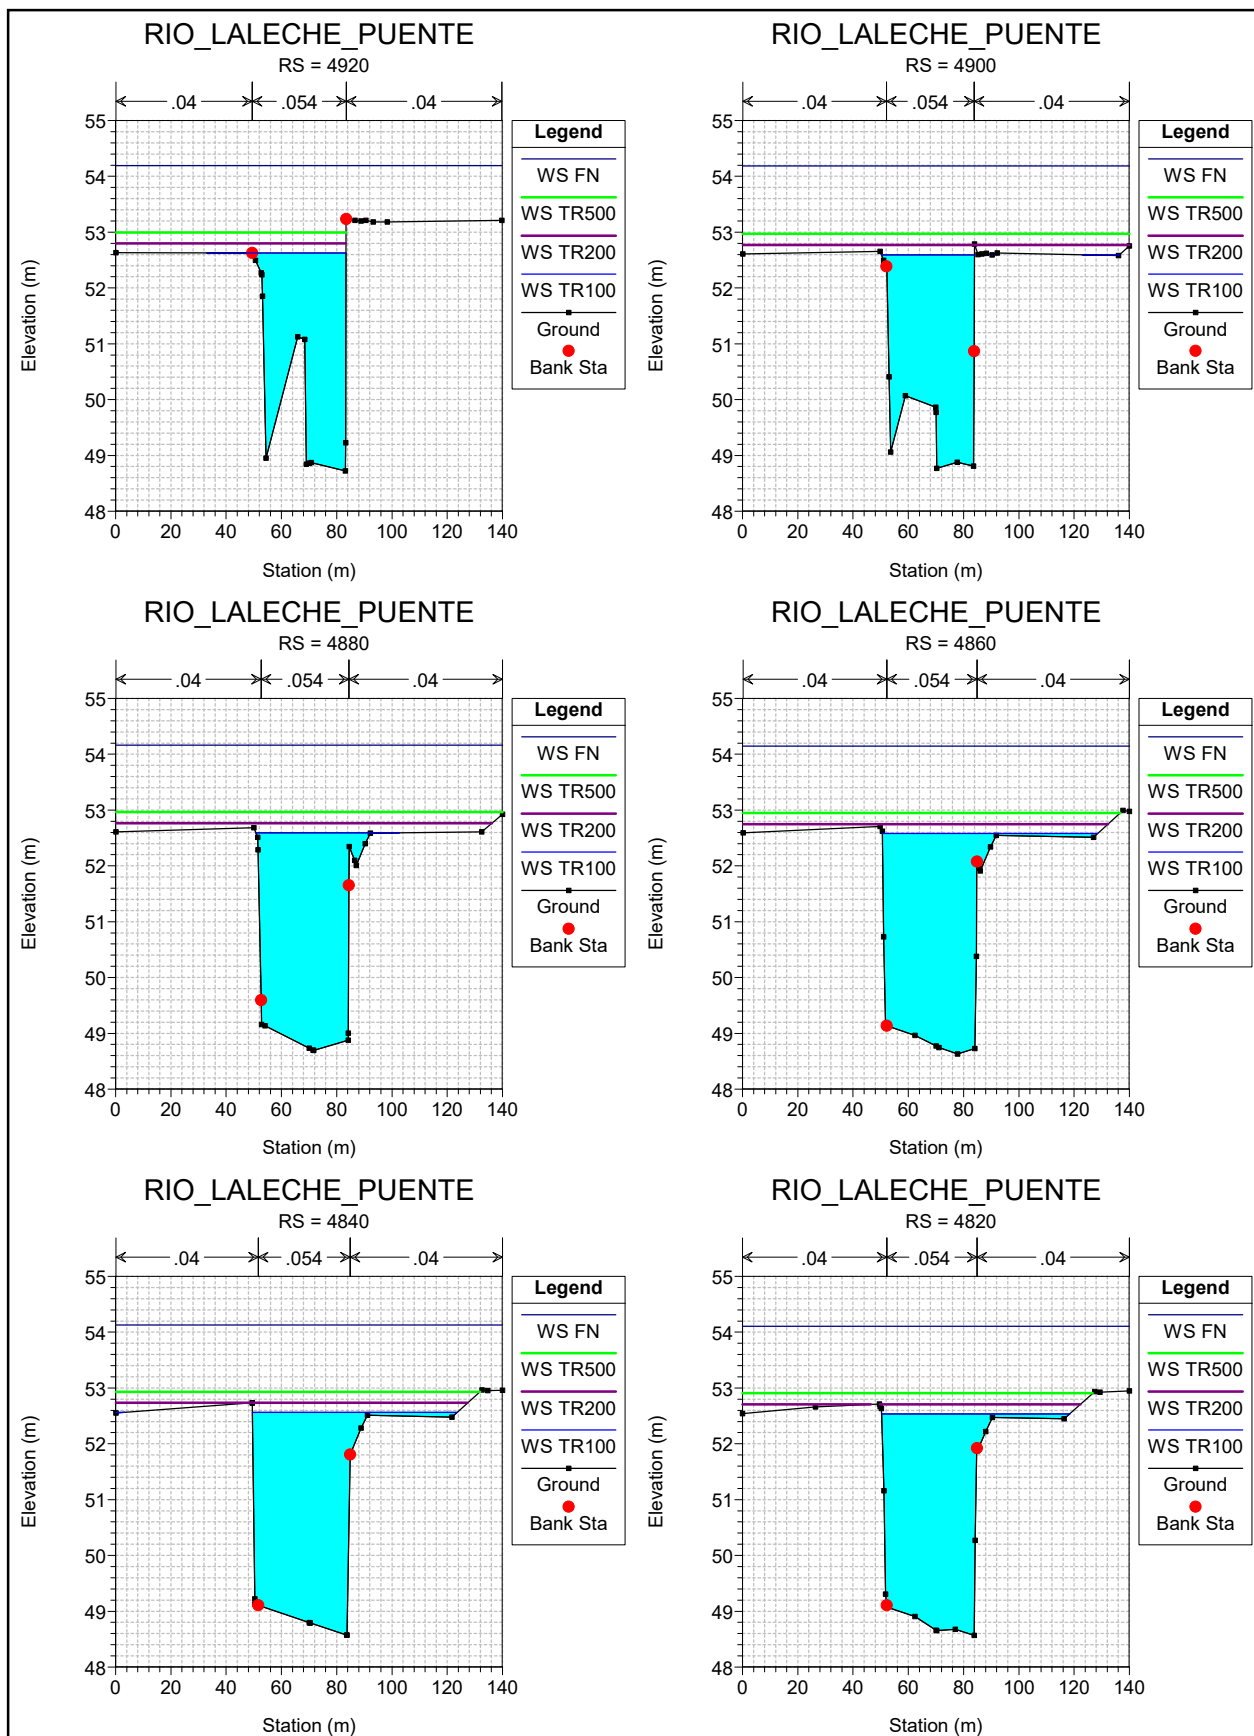 RIO_LALECHE_PUENTE
RS = 4920
.04 .054 .04
55
54
53
52
51
50
49
48
0 20 40 60 80 100 120 140
Station (m)
Elevation (m)
Legend
WS FN
WS TR500
WS TR200
WS TR100
Ground
Bank Sta
RIO_LALECHE_PUENTE
RS = 4900
.04 .054 .04
55
54
53
52
51
50
49
48
0 20 40 60 80 100 120 140
Station (m)
Elevation (m)
Legend
WS FN
WS TR500
WS TR200
WS TR100
Ground
Bank Sta
RIO_LALECHE_PUENTE
RS = 4880
.04 .054 .04
55
54
53
52
51
50
49
48
0 20 40 60 80 100 120 140
Station (m)
Elevation (m)
Legend
WS FN
WS TR500
WS TR200
WS TR100
Ground
Bank Sta
RIO_LALECHE_PUENTE
RS = 4860
.04 .054 .04
55
54
53
52
51
50
49
48
0 20 40 60 80 100 120 140
Station (m)
Elevation (m)
Legend
WS FN
WS TR500
WS TR200
WS TR100
Ground
Bank Sta
RIO_LALECHE_PUENTE
RS = 4840
.04 .054 .04
55
54
53
52
51
50
49
48
0 20 40 60 80 100 120 140
Station (m)
Elevation (m)
Legend
WS FN
WS TR500
WS TR200
WS TR100
Ground
Bank Sta
RIO_LALECHE_PUENTE
RS = 4820
.04 .054 .04
55
54
53
52
51
50
49
48
0 20 40 60 80 100 120 140
Station (m)
Elevation (m)
Legend
WS FN
WS TR500
WS TR200
WS TR100
Ground
Bank Sta